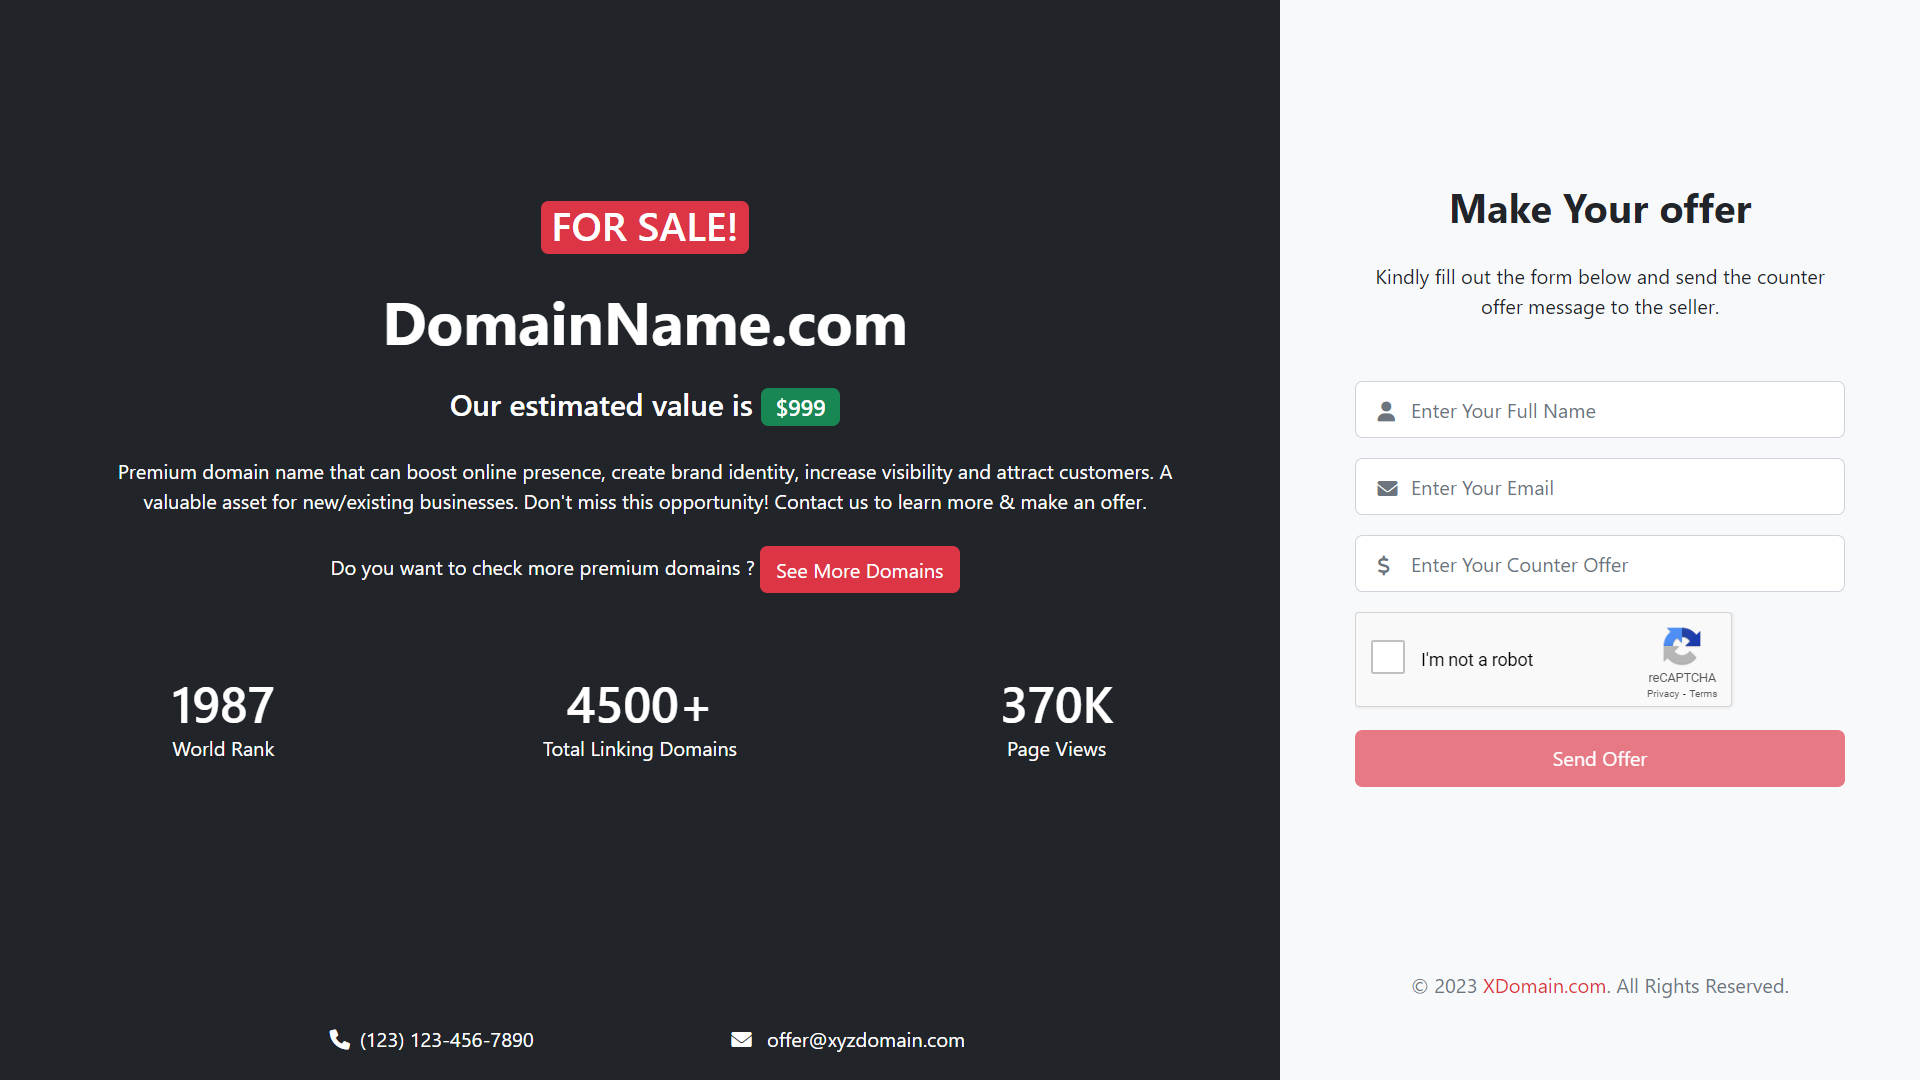 FOR SALE!
DomainName.com
Our estimated value is $999
Premium domain name that can boost online presence, create brand identity, increase visibility and attract customers. A
valuable asset for new/existing businesses. Don't miss this opportunity! Contact us to learn more & make an offer.
Do you want to check more premium domains ? See More Domains
1987
World Rank
4500+
Total Linking Domains
370K
Page Views
(123) 123-456-7890
offer@xyzdomain.com
Make Your offer
Kindly fill out the form below and send the counter
offer message to the seller.
Enter Your Full Name
Enter Your Email
Enter Your Counter Offer
I'm not a robot
reCAPTCHA
Privacy - Terms
Send Offer
© 2023 XDomain.com. All Rights Reserved.